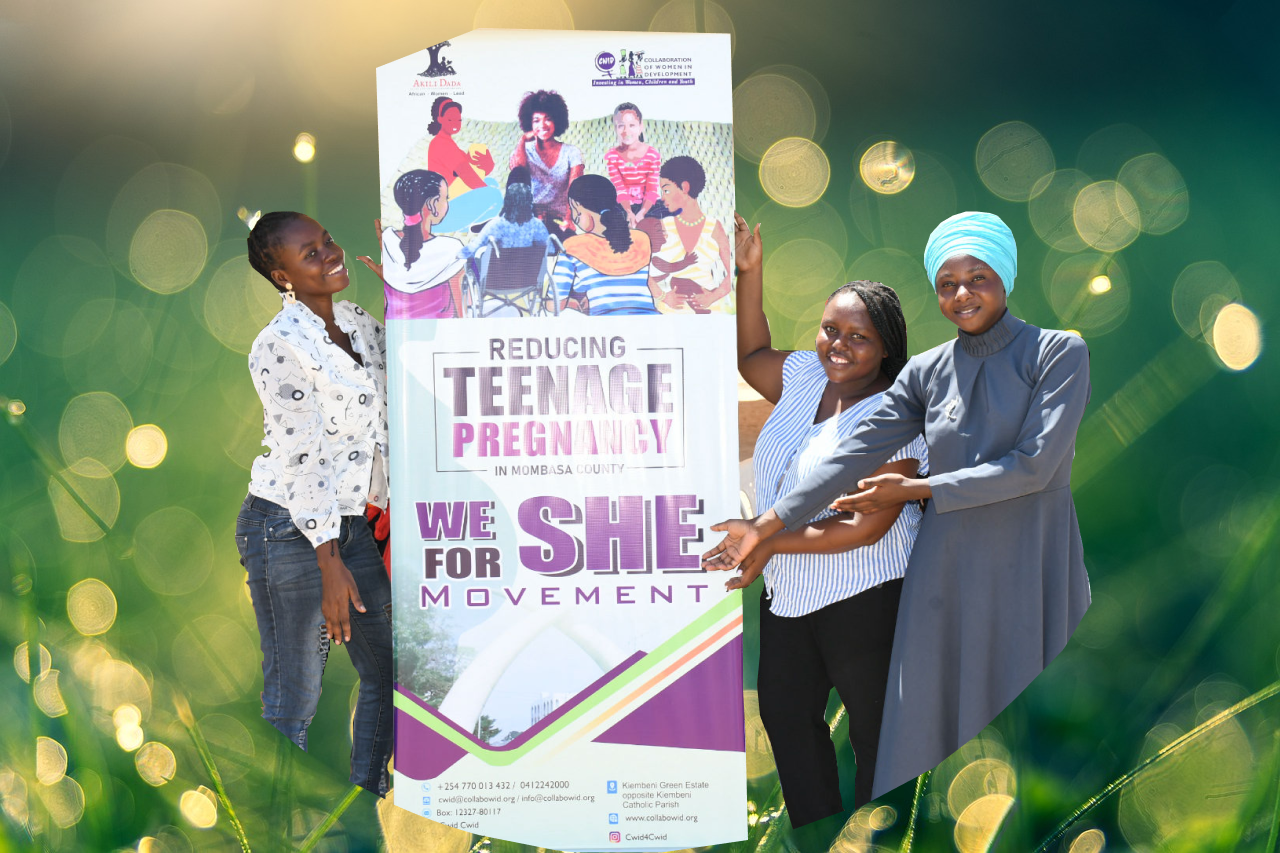 AKILI DADA
African · Women · Lead
CWID
COLLABORATION
OF WOMEN IN
DEVELOPMENT
Investing in Women, Children and Youth
REDUCING
TEENAGE
PREGNANCY
IN MOMBASA COUNTY
WE
FOR
SHE
MOVEMENT
+254 770 013 432 / 0412242000
cwid@collabowid.org / info@collabowid.org
Box: 12327-80117
Cwid
Kiembeni Green Estate
opposite Kiembeni
Catholic Parish
www.collabowid.org
Cwid4Cwid